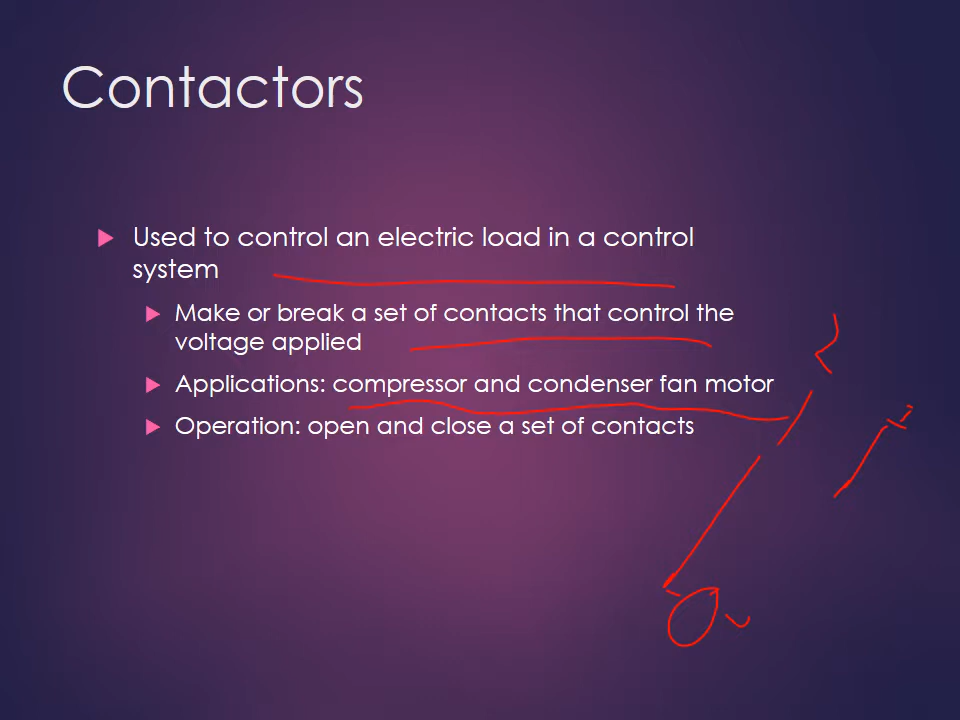 Contactors
Used to control an electric load in a control
system
Make or break a set of contacts that control the
voltage applied
Applications: compressor and condenser fan motor
Operation: open and close a set of contacts